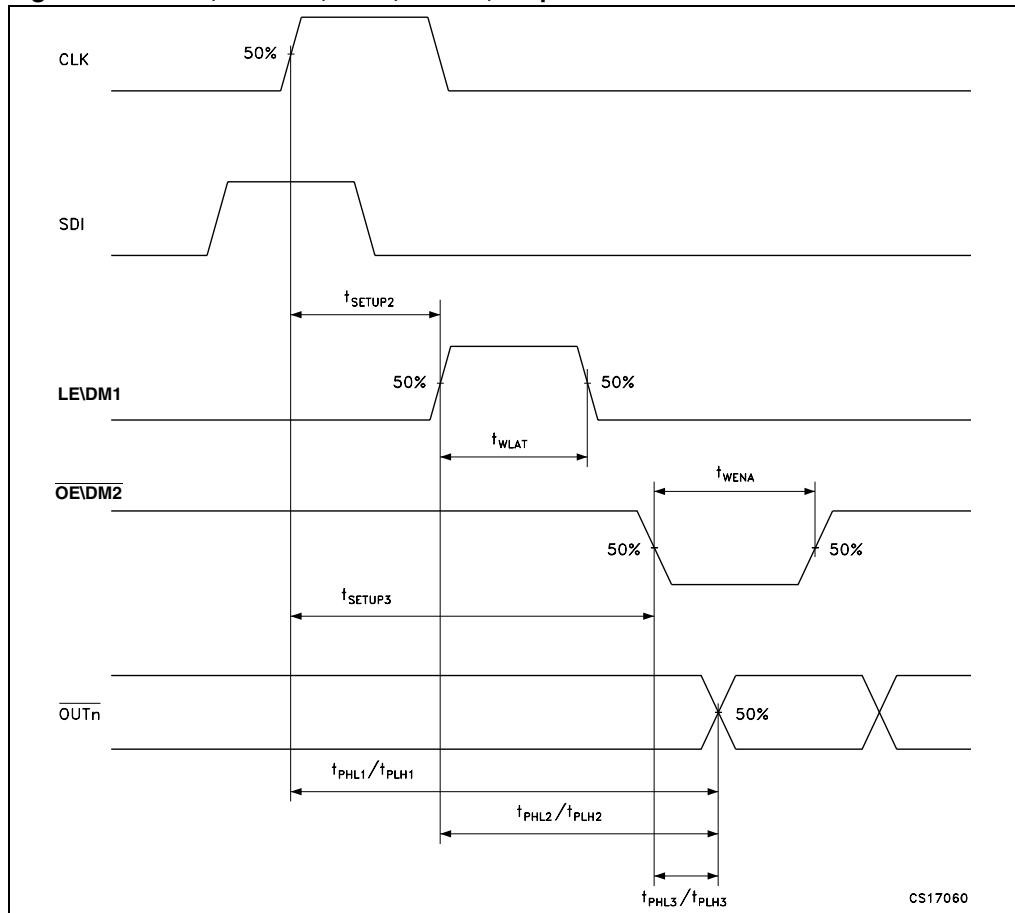 50%
CLK
SDI
tSETUP2
50%
50%
LE\DM1
tWLAT
tWENA
OE\DM2
50%
50%
tSETUP3
OUTn
50%
tPHL1/tPLH1
tPHL2/tPLH2
tPHL3/tPLH3
CS17060